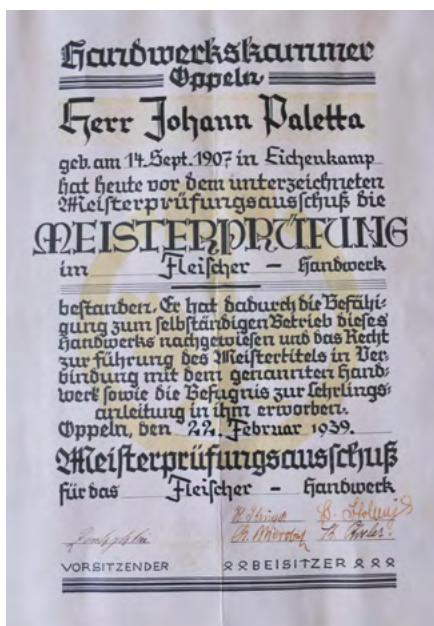 Handwerkskammer
Oppeln
Herr Johann Paletta
geb. am 14. Sept. 1907 in Eichenkamp
hat heute vor dem unterzeichneten
Meisterprüfungsausschuß die
MEISTERPRÜFUNG
im Fleischer - Handwerk
bestanden. Er hat dadurch die Befähi-
gung zum selbständigen Betrieb dieses
Handwerks nachgewiesen und das Recht
zur Führung des Meistertitels in Ver-
bindung mit dem genannten Hand-
werk sowie die Befugnis zur Lehrlings-
anleitung in ihm erworben.
Oppeln, den 22. Februar 1939.
Meisterprüfungsausschuß
für das Fleischer - Handwerk
VORSITZENDER BEISITZER